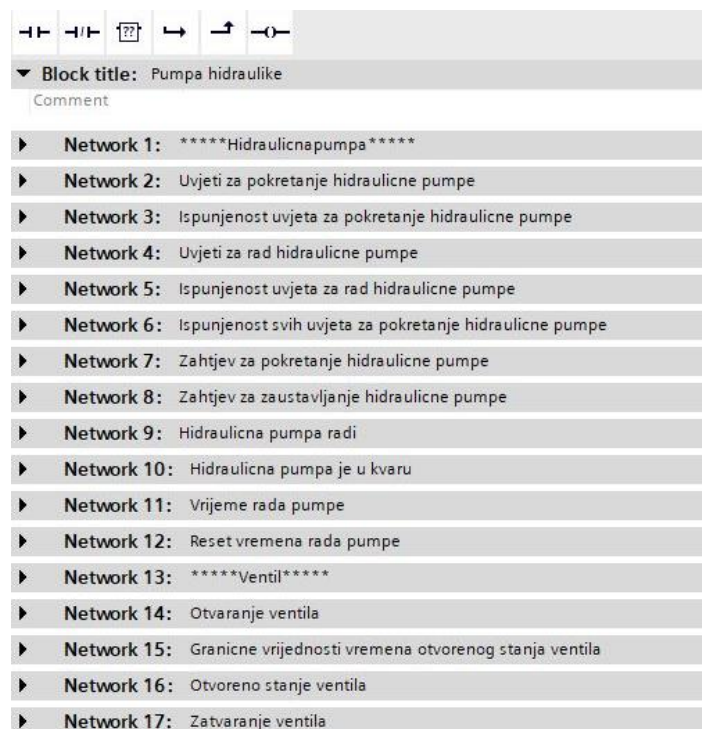 ??
Block title: Pumpa hidraulike
Comment
Network 1: *****Hidraulicnapumpa*****
Network 2: Uvjeti za pokretanje hidraulicne pumpe
Network 3: Ispunjenost uvjeta za pokretanje hidraulicne pumpe
Network 4: Uvjeti za rad hidraulicne pumpe
Network 5: Ispunjenost uvjeta za rad hidraulicne pumpe
Network 6: Ispunjenost svih uvjeta za pokretanje hidraulicne pumpe
Network 7: Zahtjev za pokretanje hidraulicne pumpe
Network 8: Zahtjev za zaustavljanje hidraulicne pumpe
Network 9: Hidraulicna pumpa radi
Network 10: Hidraulicna pumpa je u kvaru
Network 11: Vrijeme rada pumpe
Network 12: Reset vremena rada pumpe
Network 13: *****Ventil*****
Network 14: Otvaranje ventila
Network 15: Granicne vrijednosti vremena otvorenog stanja ventila
Network 16: Otvoreno stanje ventila
Network 17: Zatvaranje ventila